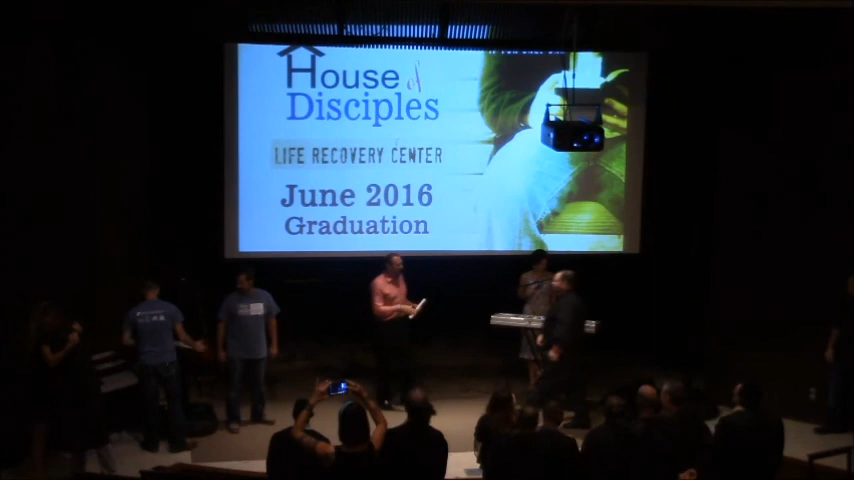 House of
Disciples
LIFE RECOVERY CENTER
June 2016
Graduation